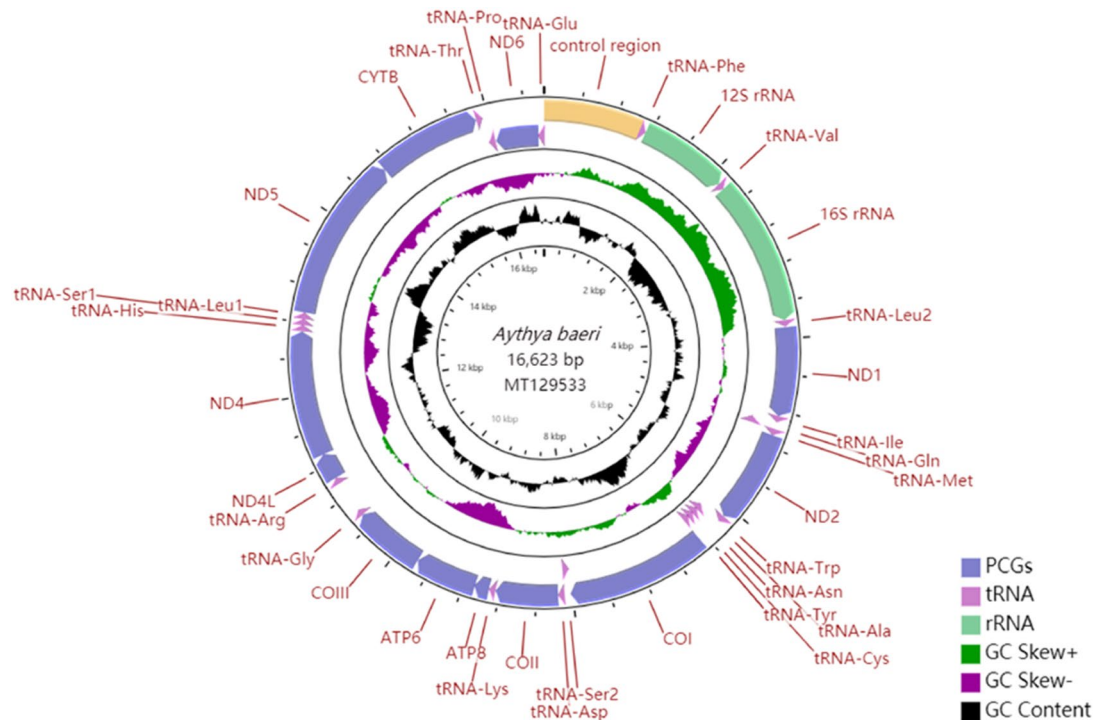 tRNA-Pro
tRNA-Glu
ND6
control region
tRNA-Thr
tRNA-Phe
CYTB
12S rRNA
tRNA-Val
ND5
16S rRNA
tRNA-Ser1
tRNA-Leu1
tRNA-His
tRNA-Leu2
ND1
ND4
tRNA-Ile
tRNA-Gln
tRNA-Met
ND4L
tRNA-Arg
ND2
tRNA-Gly
tRNA-Trp
COIII
tRNA-Asn
tRNA-Tyr
tRNA-Ala
ATP6
COI
tRNA-Cys
ATP8
COII
tRNA-Lys
tRNA-Ser2
tRNA-Asp
16 kbp
2 kbp
14 kbp
4 kbp
12 kbp
6 kbp
10 kbp
8 kbp
Aythya baeri
16,623 bp
MT129533
PCGs
tRNA
rRNA
GC Skew+
GC Skew-
GC Content